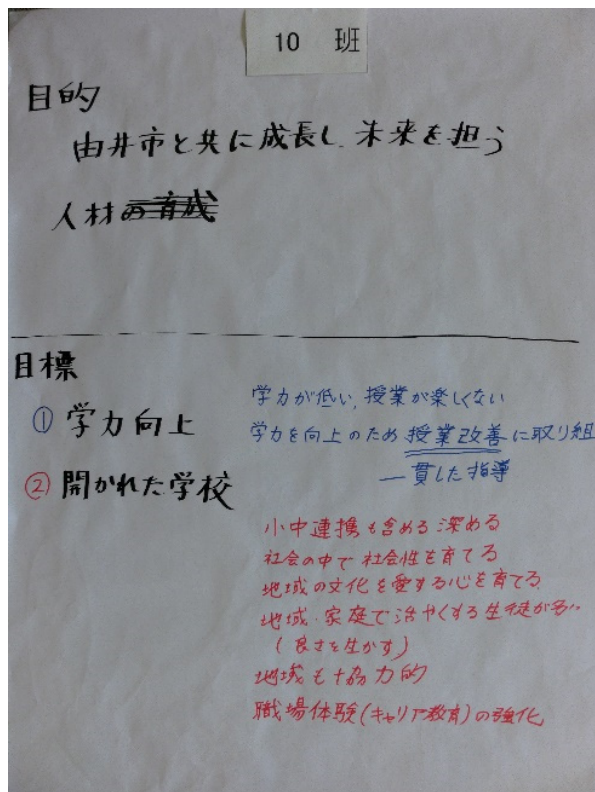 10 班
目的
由井市と共に成長し、未来を担う
人材の育成
目標
① 学力向上
学力が低い、授業が楽しくない
学力を向上のため授業改善に取り組
一貫した指導
② 開かれた学校
小中連携も含める 深める
社会の中で社会性を育てる
地域の文化を愛する心を育てる
地域・家庭で活やくする生徒が多い
(良さを生かす)
地域も協力的
職場体験(キャリア教育)の強化